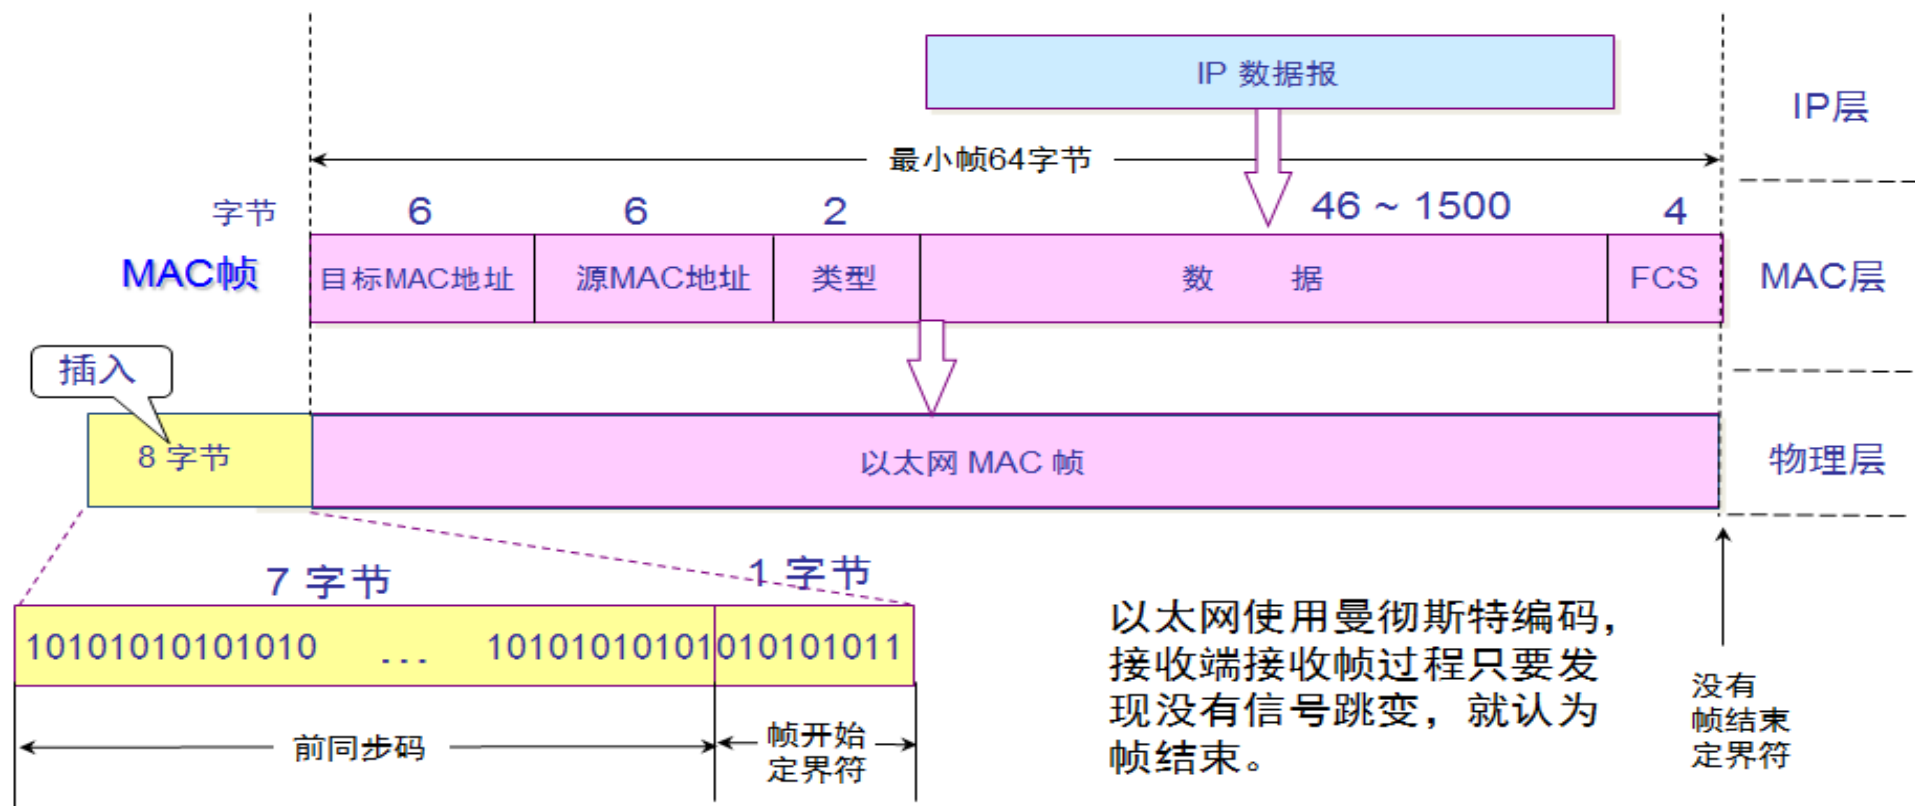 IP 数据报
IP层
最小帧64字节
字节 6 6 2 46 ~ 1500 4
MAC帧 目标MAC地址 源MAC地址 类型 数 据 FCS MAC层
插入
8 字节 以太网 MAC 帧 物理层
7 字节 1 字节
10101010101010 ... 10101010101010101011
前同步码
帧开始
定界符
以太网使用曼彻斯特编码,
接收端接收帧过程只要发
现没有信号跳变，就认为
帧结束。
没有
帧结束
定界符